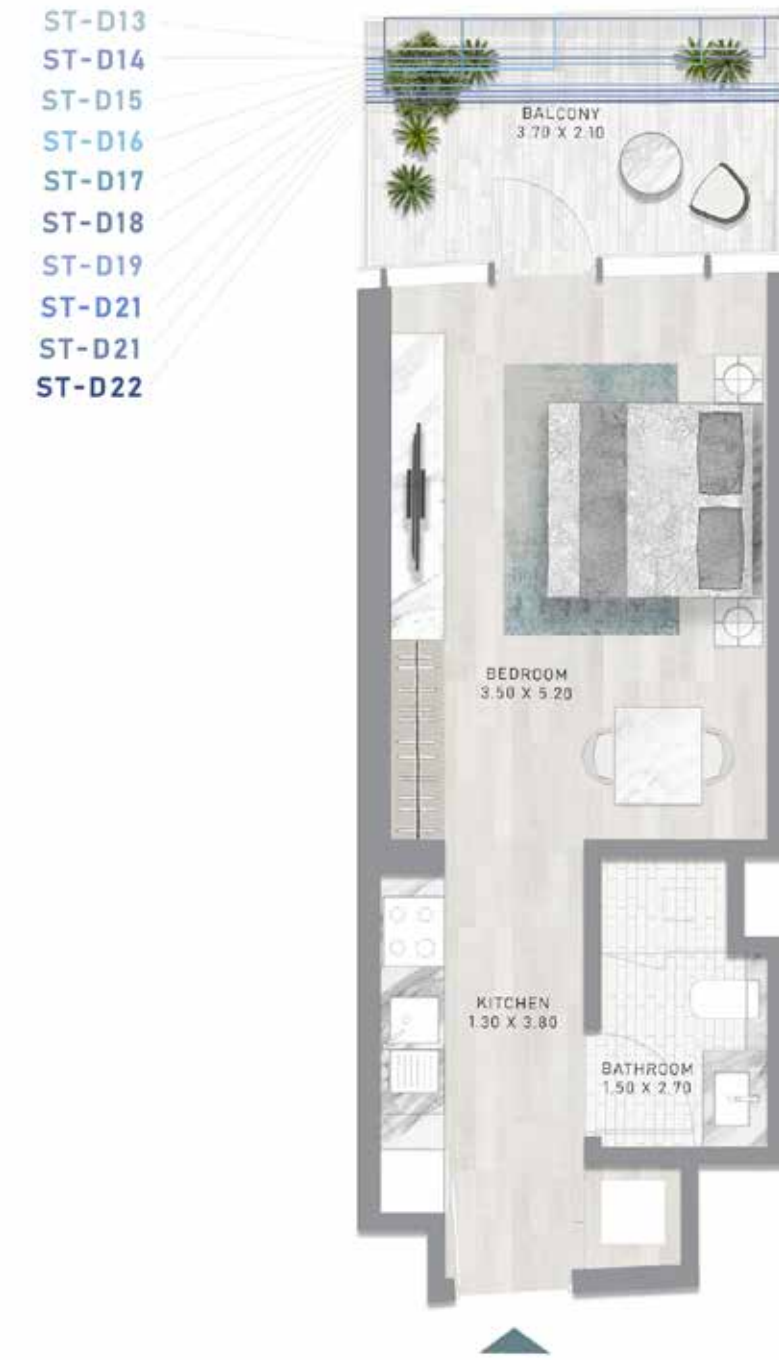 ST-D13
ST-D14
ST-D15
ST-D16
ST-D17
ST-D18
ST-D19
ST-D21
ST-D21
ST-D22
BALCONY
3.70 X 2.10
BEDROOM
3.50 X 5.20
KITCHEN
1.30 X 3.80
BATHROOM
1.50 X 2.70